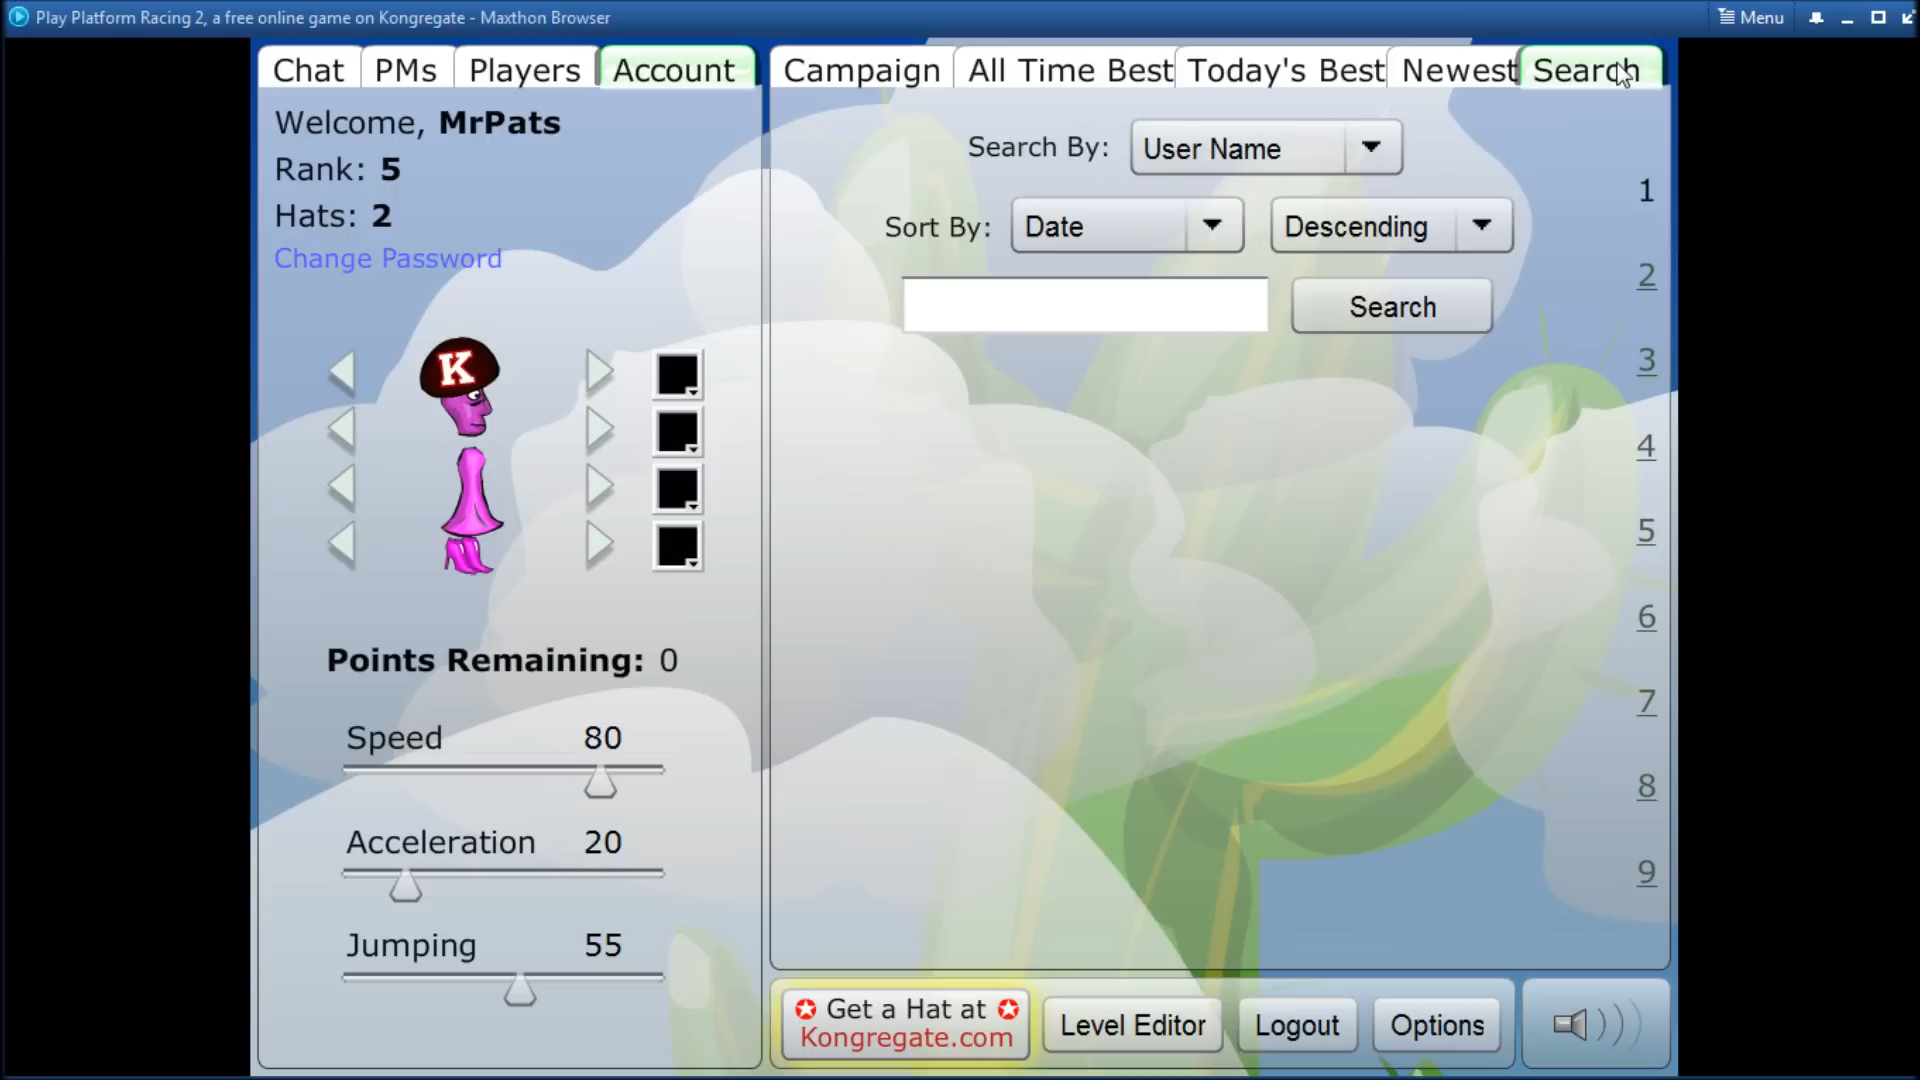 Play Platform Racing 2, a free online game on Kongregate - Maxthon Browser
Menu
Chat PMs Players Account
Welcome, MrPats
Rank: 5
Hats: 2
Change Password
K
Points Remaining: 0
Speed 80
Acceleration 20
Jumping 55
Campaign All Time Best Today's Best Newest Search
Search By: User Name
Sort By: Date Descending
Search
1
2
3
4
5
6
7
8
9
Get a Hat at
Kongregate.com
Level Editor Logout Options